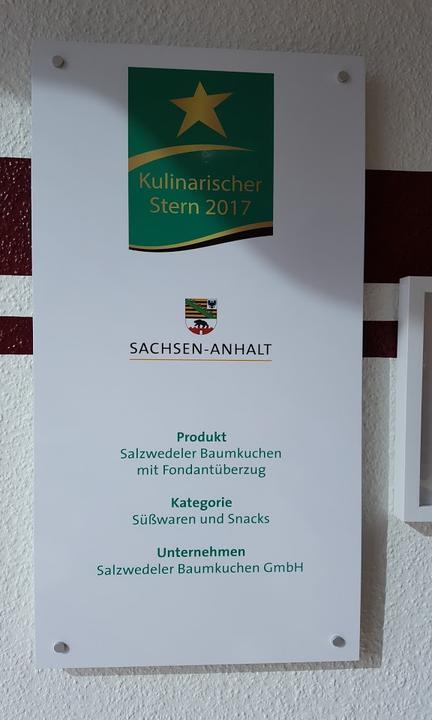 Kulinarischer
Stern 2017
SACHSEN-ANHALT
Produkt
Salzwedeler Baumkuchen
mit Fondantüberzug
Kategorie
Süßwaren und Snacks
Unternehmen
Salzwedeler Baumkuchen GmbH